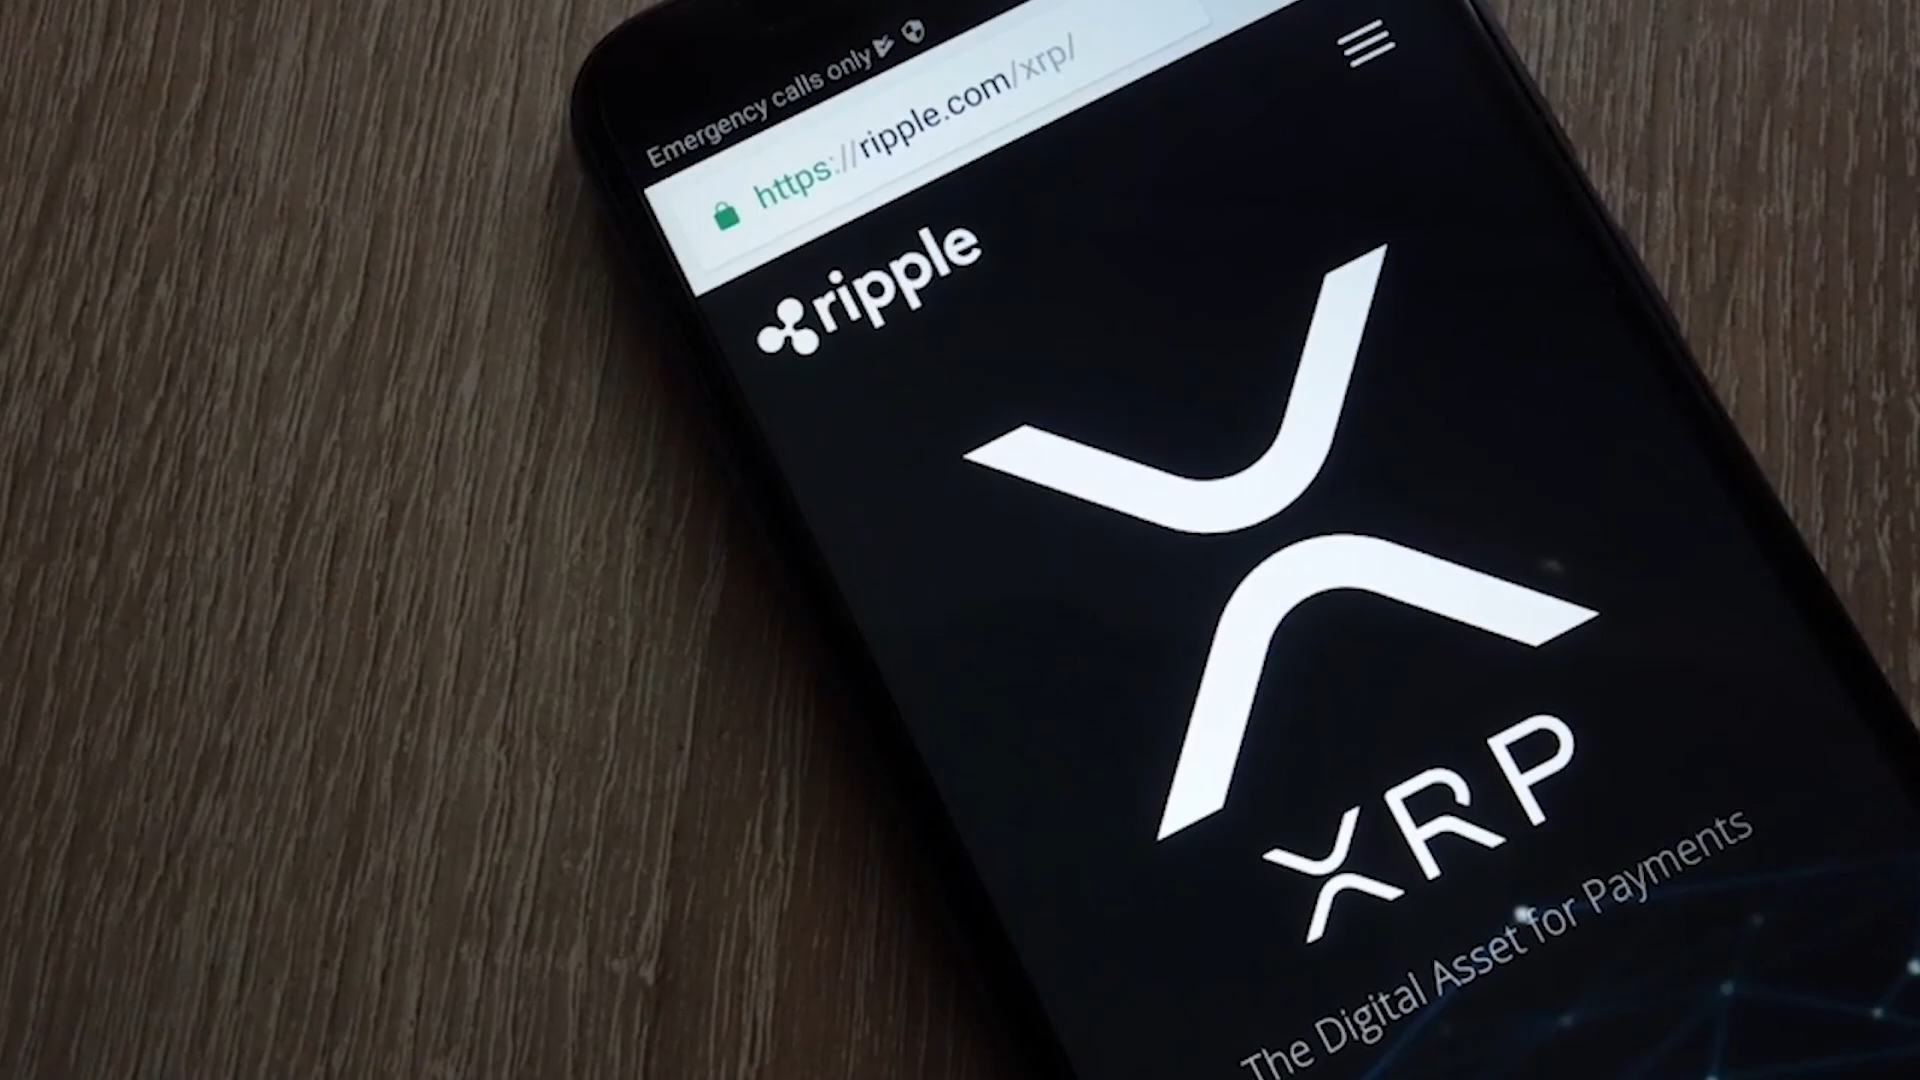 Emergency calls only
https://ripple.com/xrp/
ripple
XRP
The Digital Asset for Payments